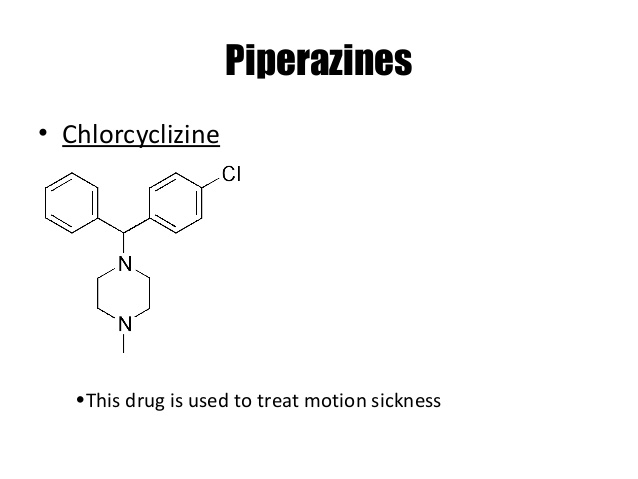 Piperazines
• Chlorcyclizine
Cl
N
N
•This drug is used to treat motion sickness